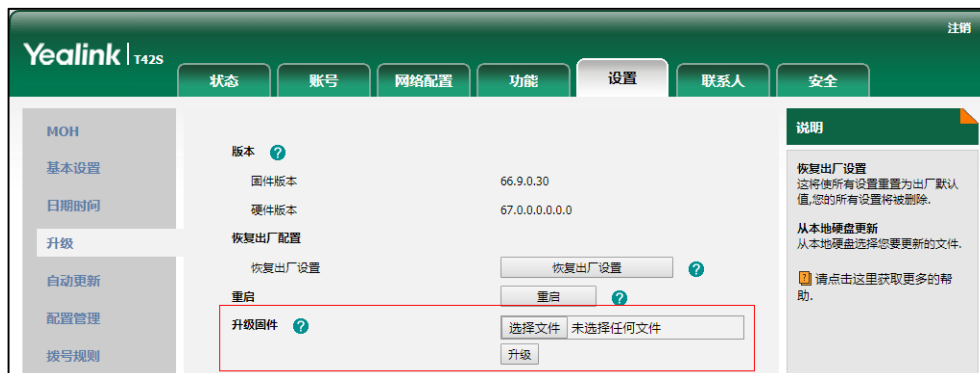 注销
Yealink T42S
状态 账号 网络配置 功能 设置 联系人 安全
MOH
基本设置
日期时间
升级
自动更新
配置管理
拨号规则
版本
固件版本 66.9.0.30
硬件版本 67.0.0.0.0.0.0
恢复出厂配置
恢复出厂设置 恢复出厂设置
重启 重启
升级固件 选择文件 未选择任何文件
升级
说明
恢复出厂设置
这将使所有设置重置为出厂默认
值,您的所有设置将被删除.
从本地硬盘更新
从本地硬盘选择您要更新的文件.
请点击这里获取更多的帮
助.